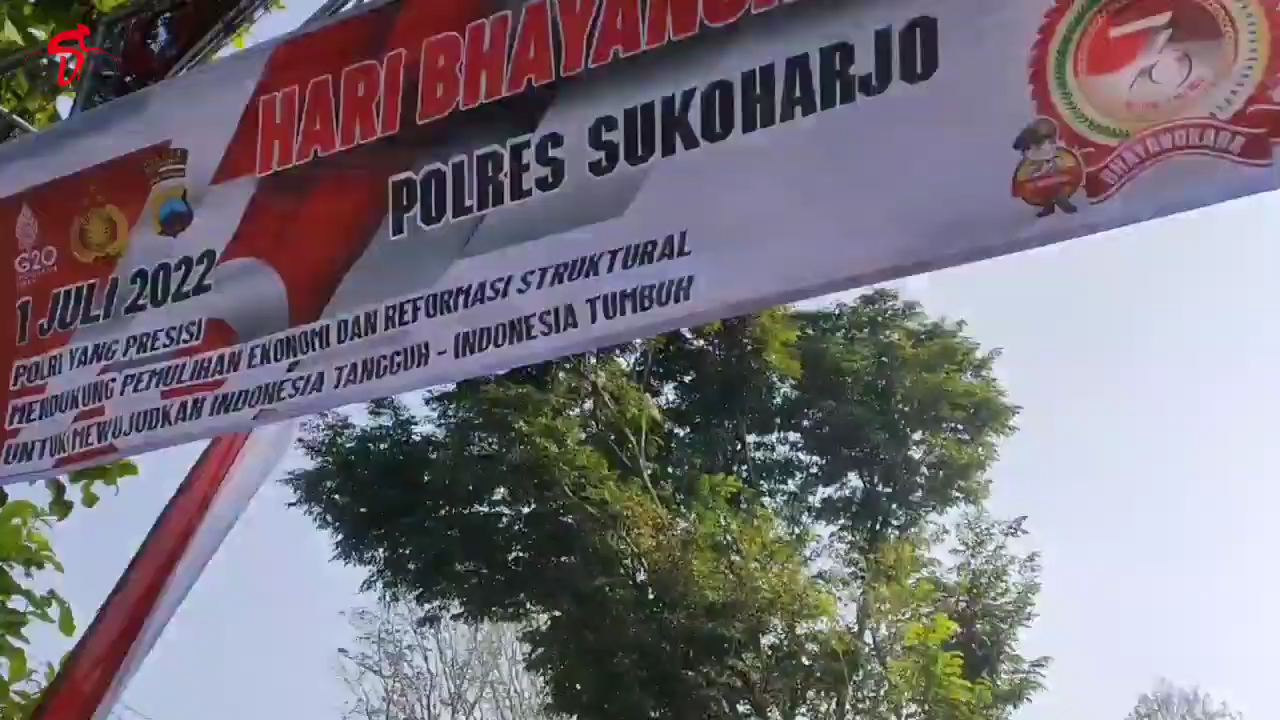 HARI BHAYANGKARA
POLRES SUKOHARJO
BHAYANGKARA
G20
1 JULI 2022
POLRI YANG PRESISI
MENDUKUNG PEMULIHAN EKONOMI DAN REFORMASI STRUKTURAL
UNTUK MEWUJUDKAN INDONESIA TANGGUH - INDONESIA TUMBUH